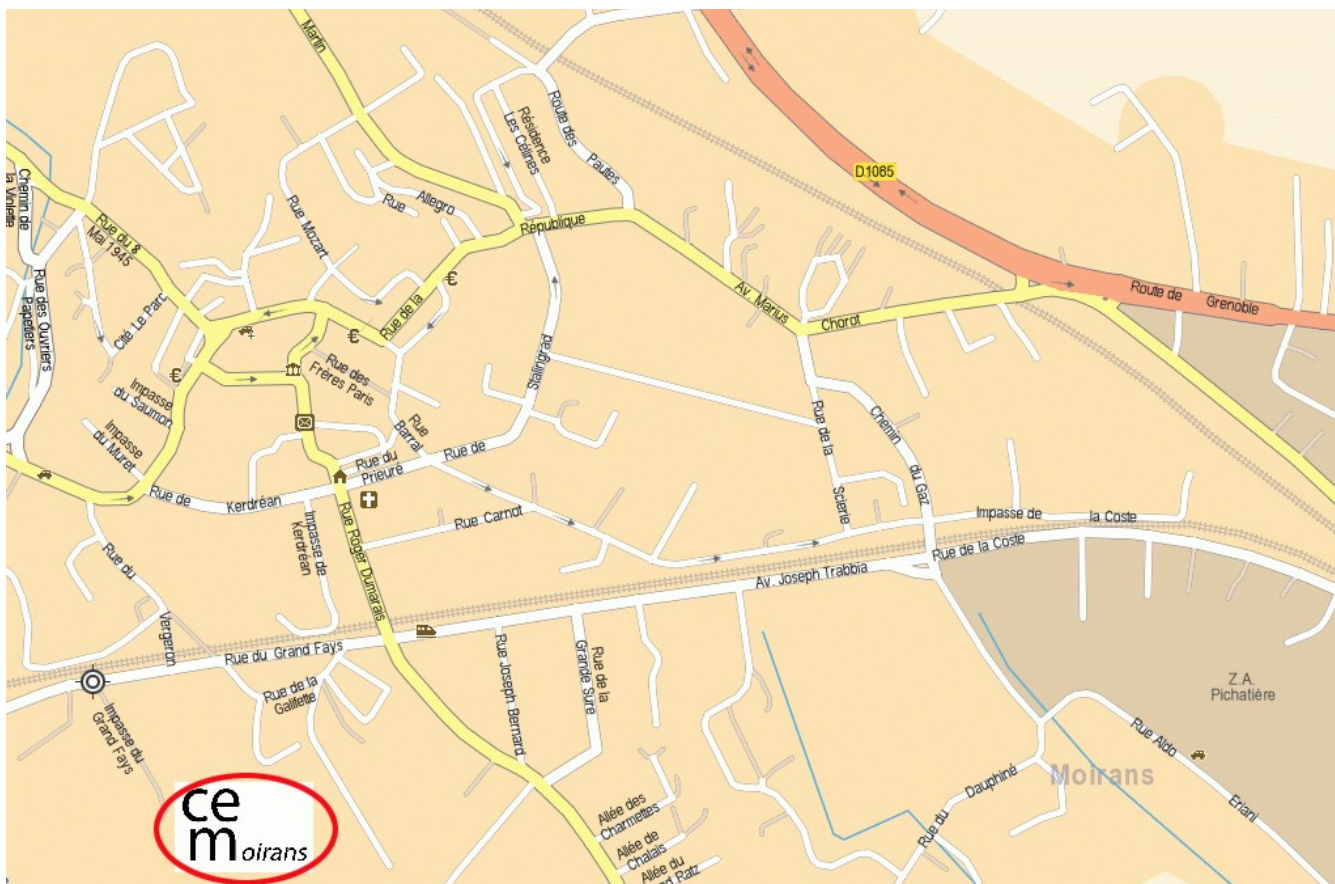 Martin
Route des
Pautes
Résidence
Les Célines
D1085
Chemin de
la Violette
Rue Allegro
Rue Mozart
République
Rue du 8
Mai 1945
Rue des Ouvriers
Papetiers
Cité Le Parc
€
Rue de la
€
Av. Marius
Chorot
Route de Grenoble
€
Rue des
Frères Paris
Stalingrad
Impasse
du Saumon
Impasse
du Muret
Rue
Barral
Rue de
Rue du
Prieuré
Rue de la
Scierie
Chemin
du Gaz
Rue de Kerdréan
Impasse de
Kerdréan
Rue Carnot
Impasse de la Coste
Rue de la Coste
Rue Roger Dumarais
Av. Joseph Trabbia
Rue du
Vergeron
Rue du Grand Fays
Rue de la
Galifette
Rue Joseph Bernard
Rue de la
Grande Sure
Impasse du
Grand Fays
Z.A.
Pichatière
Rue Aldo
Erlani
Moirans
Rue du Dauphiné
Allée des
Charmettes
Allée de
Chalais
Allée du
Ratz
ce
moirans